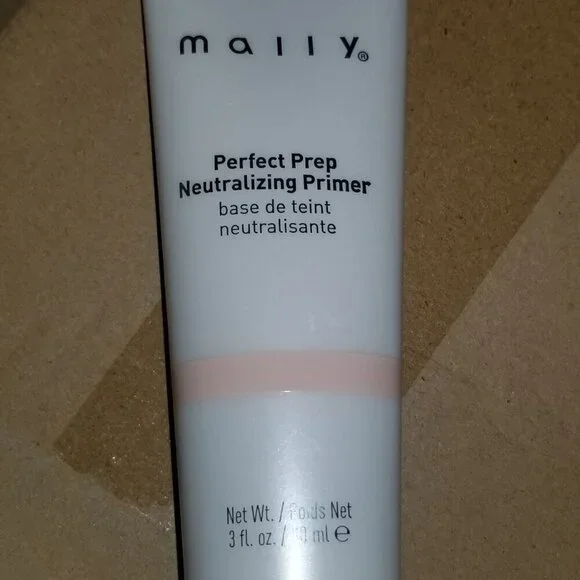 mally®
Perfect Prep
Neutralizing Primer
base de teint
neutralisante
Net Wt. / Poids Net
3 fl. oz. / ml ℮